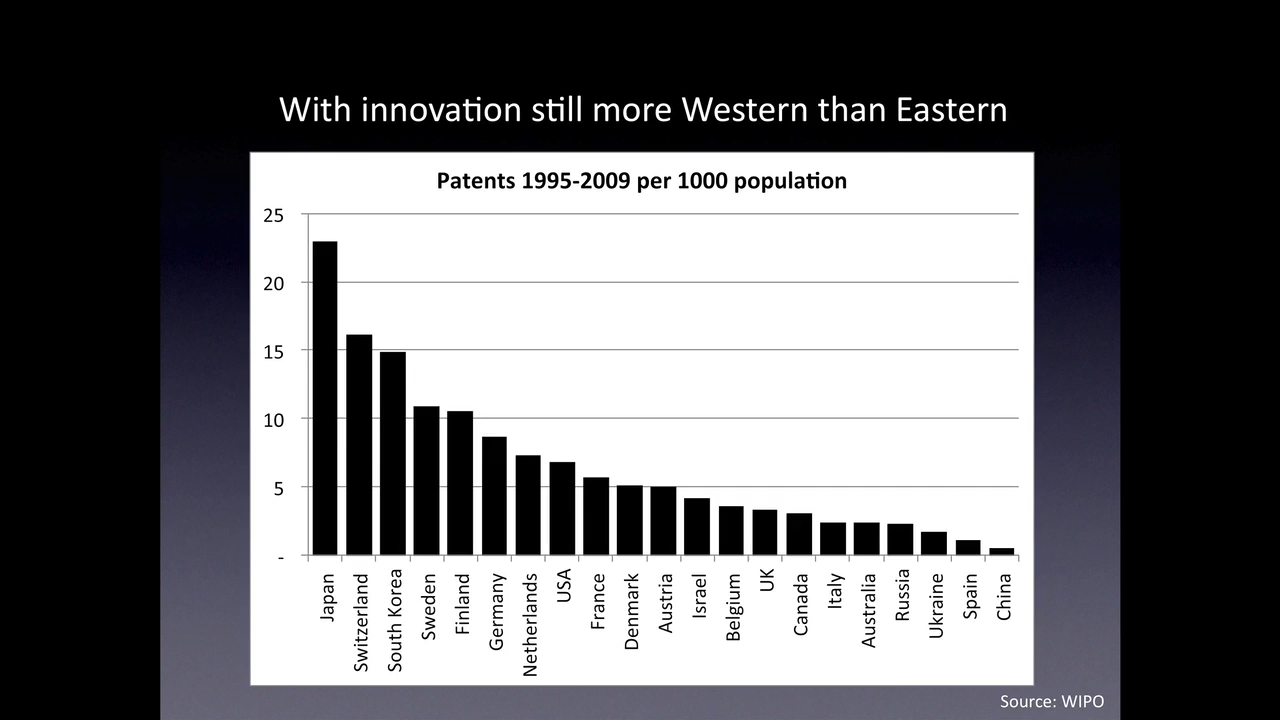 With innovation still more Western than Eastern
Patents 1995-2009 per 1000 population
25
20
15
10
5
-
Japan
Switzerland
South Korea
Sweden
Finland
Germany
Netherlands
USA
France
Denmark
Austria
Israel
Belgium
UK
Canada
Italy
Australia
Russia
Ukraine
Spain
China
Source: WIPO